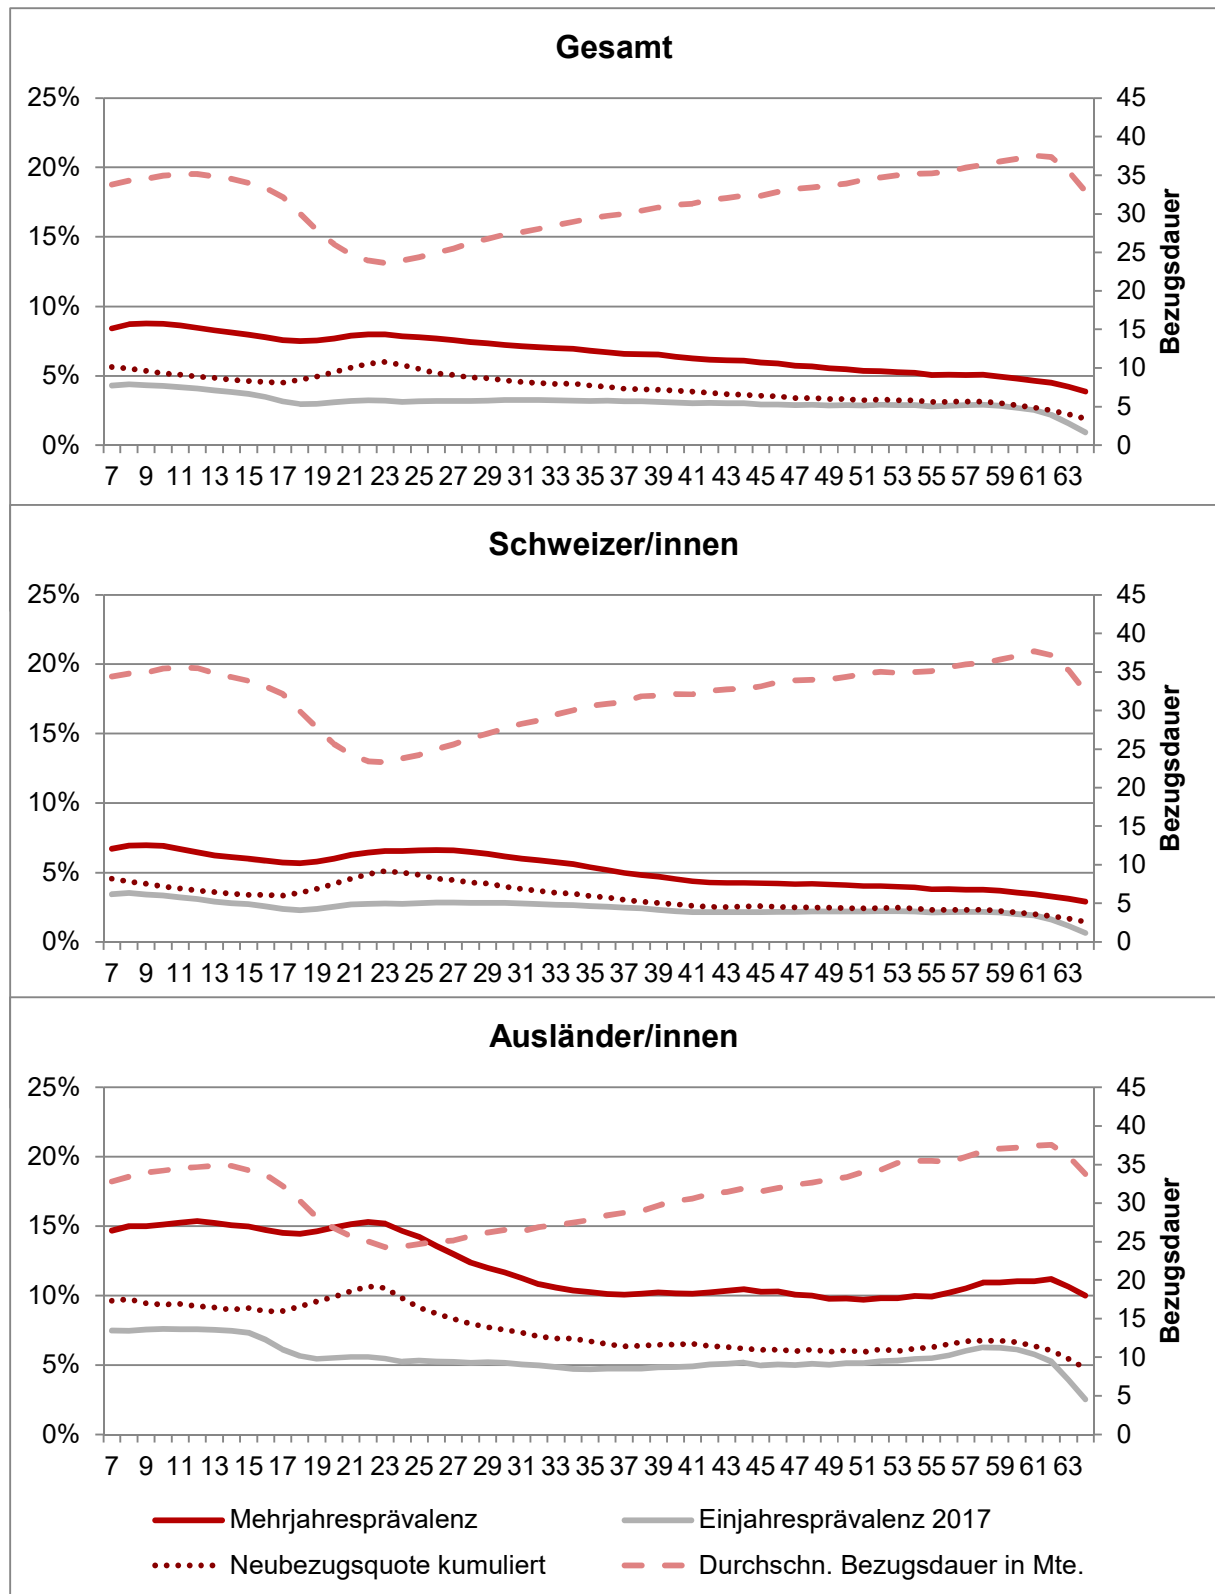 Gesamt
25% 45
40
20% 35
30
15% 25
20
10% 15
10
5% 5
0% 0
Bezugsdauer
7 9 11 13 15 17 19 21 23 25 27 29 31 33 35 37 39 41 43 45 47 49 51 53 55 57 59 61 63
Schweizer/innen
25% 45
40
20% 35
30
15% 25
20
10% 15
10
5% 5
0% 0
Bezugsdauer
7 9 11 13 15 17 19 21 23 25 27 29 31 33 35 37 39 41 43 45 47 49 51 53 55 57 59 61 63
Ausländer/innen
25% 45
40
20% 35
30
15% 25
20
10% 15
10
5% 5
0% 0
Bezugsdauer
7 9 11 13 15 17 19 21 23 25 27 29 31 33 35 37 39 41 43 45 47 49 51 53 55 57 59 61 63
Mehrjahresprävalenz Einjahresprävalenz 2017
Neubezugsquote kumuliert Durchschn. Bezugsdauer in Mte.